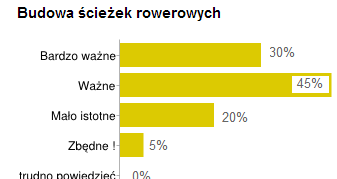 Budowa ścieżek rowerowych
Bardzo ważne 30%
Ważne 45%
Mało istotne 20%
Zbędne ! 5%
trudno powiedzieć 0%